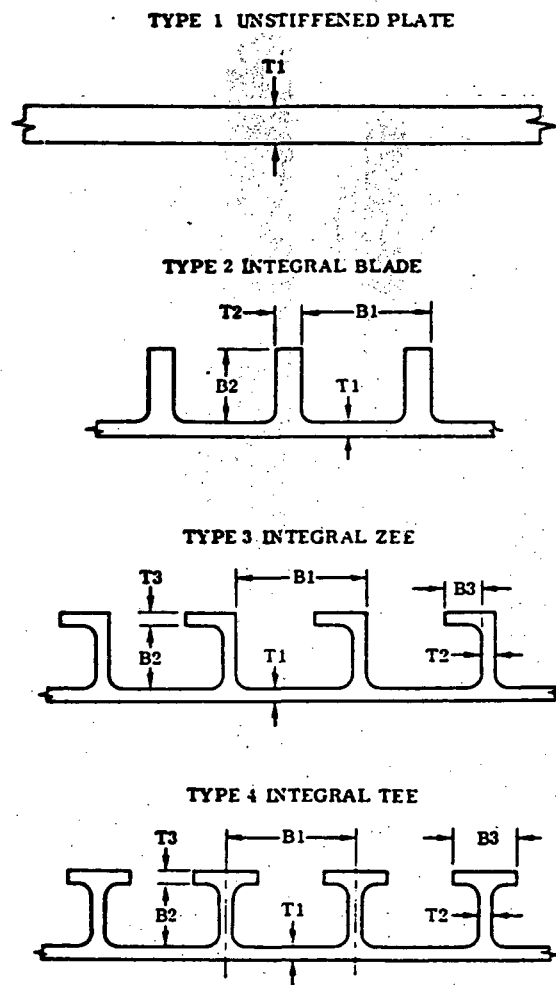 TYPE 1 UNSTIFFENED PLATE
T1
TYPE 2 INTEGRAL BLADE
T2 B1
B2 T1
TYPE 3 INTEGRAL ZEE
T3 B1 B3
B2 T1 T2
TYPE 4 INTEGRAL TEE
T3 B1 B3
B2 T1 T2